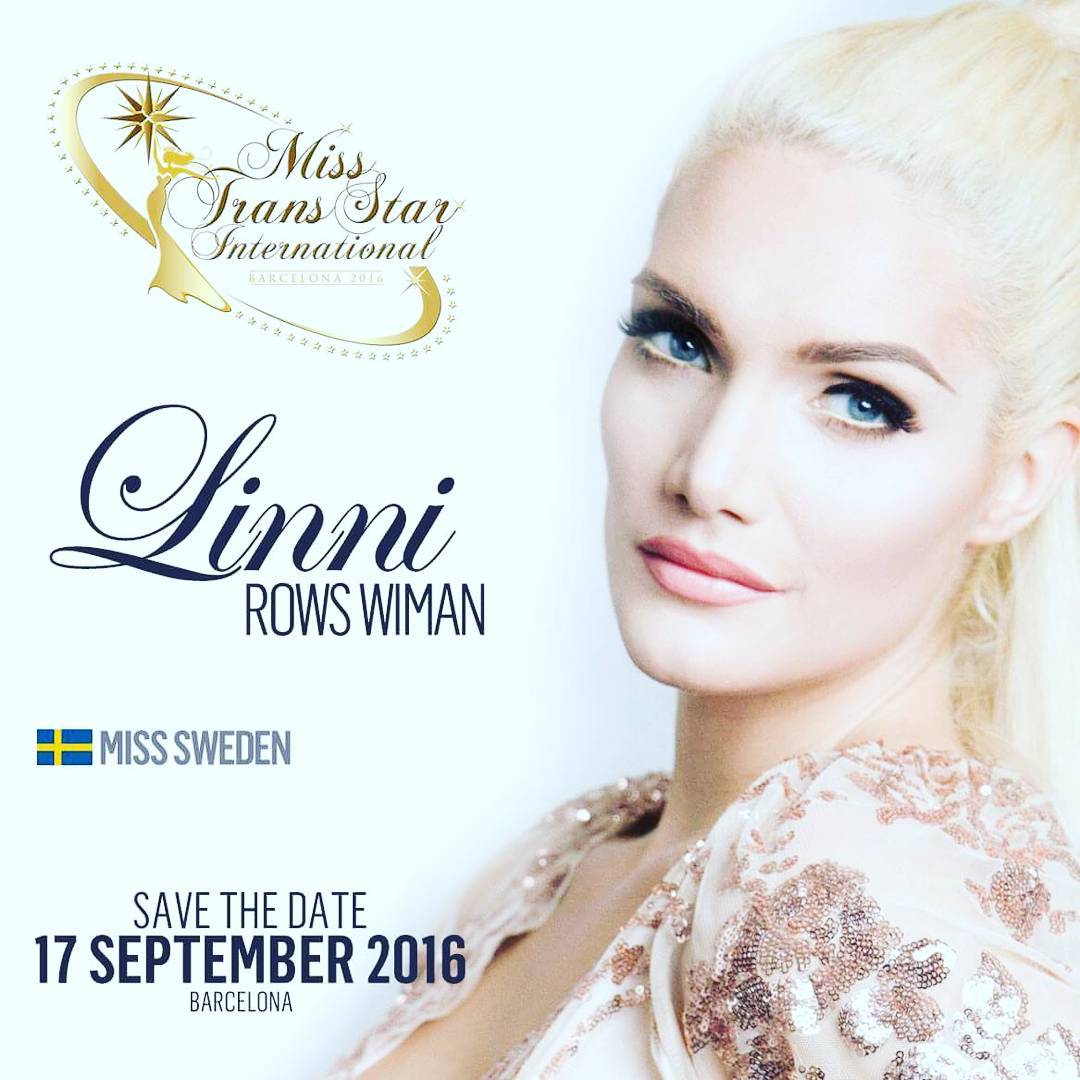 Miss
Trans Star
International
BARCELONA 2016
Linni
ROWS WIMAN
MISS SWEDEN
SAVE THE DATE
17 SEPTEMBER 2016
BARCELONA